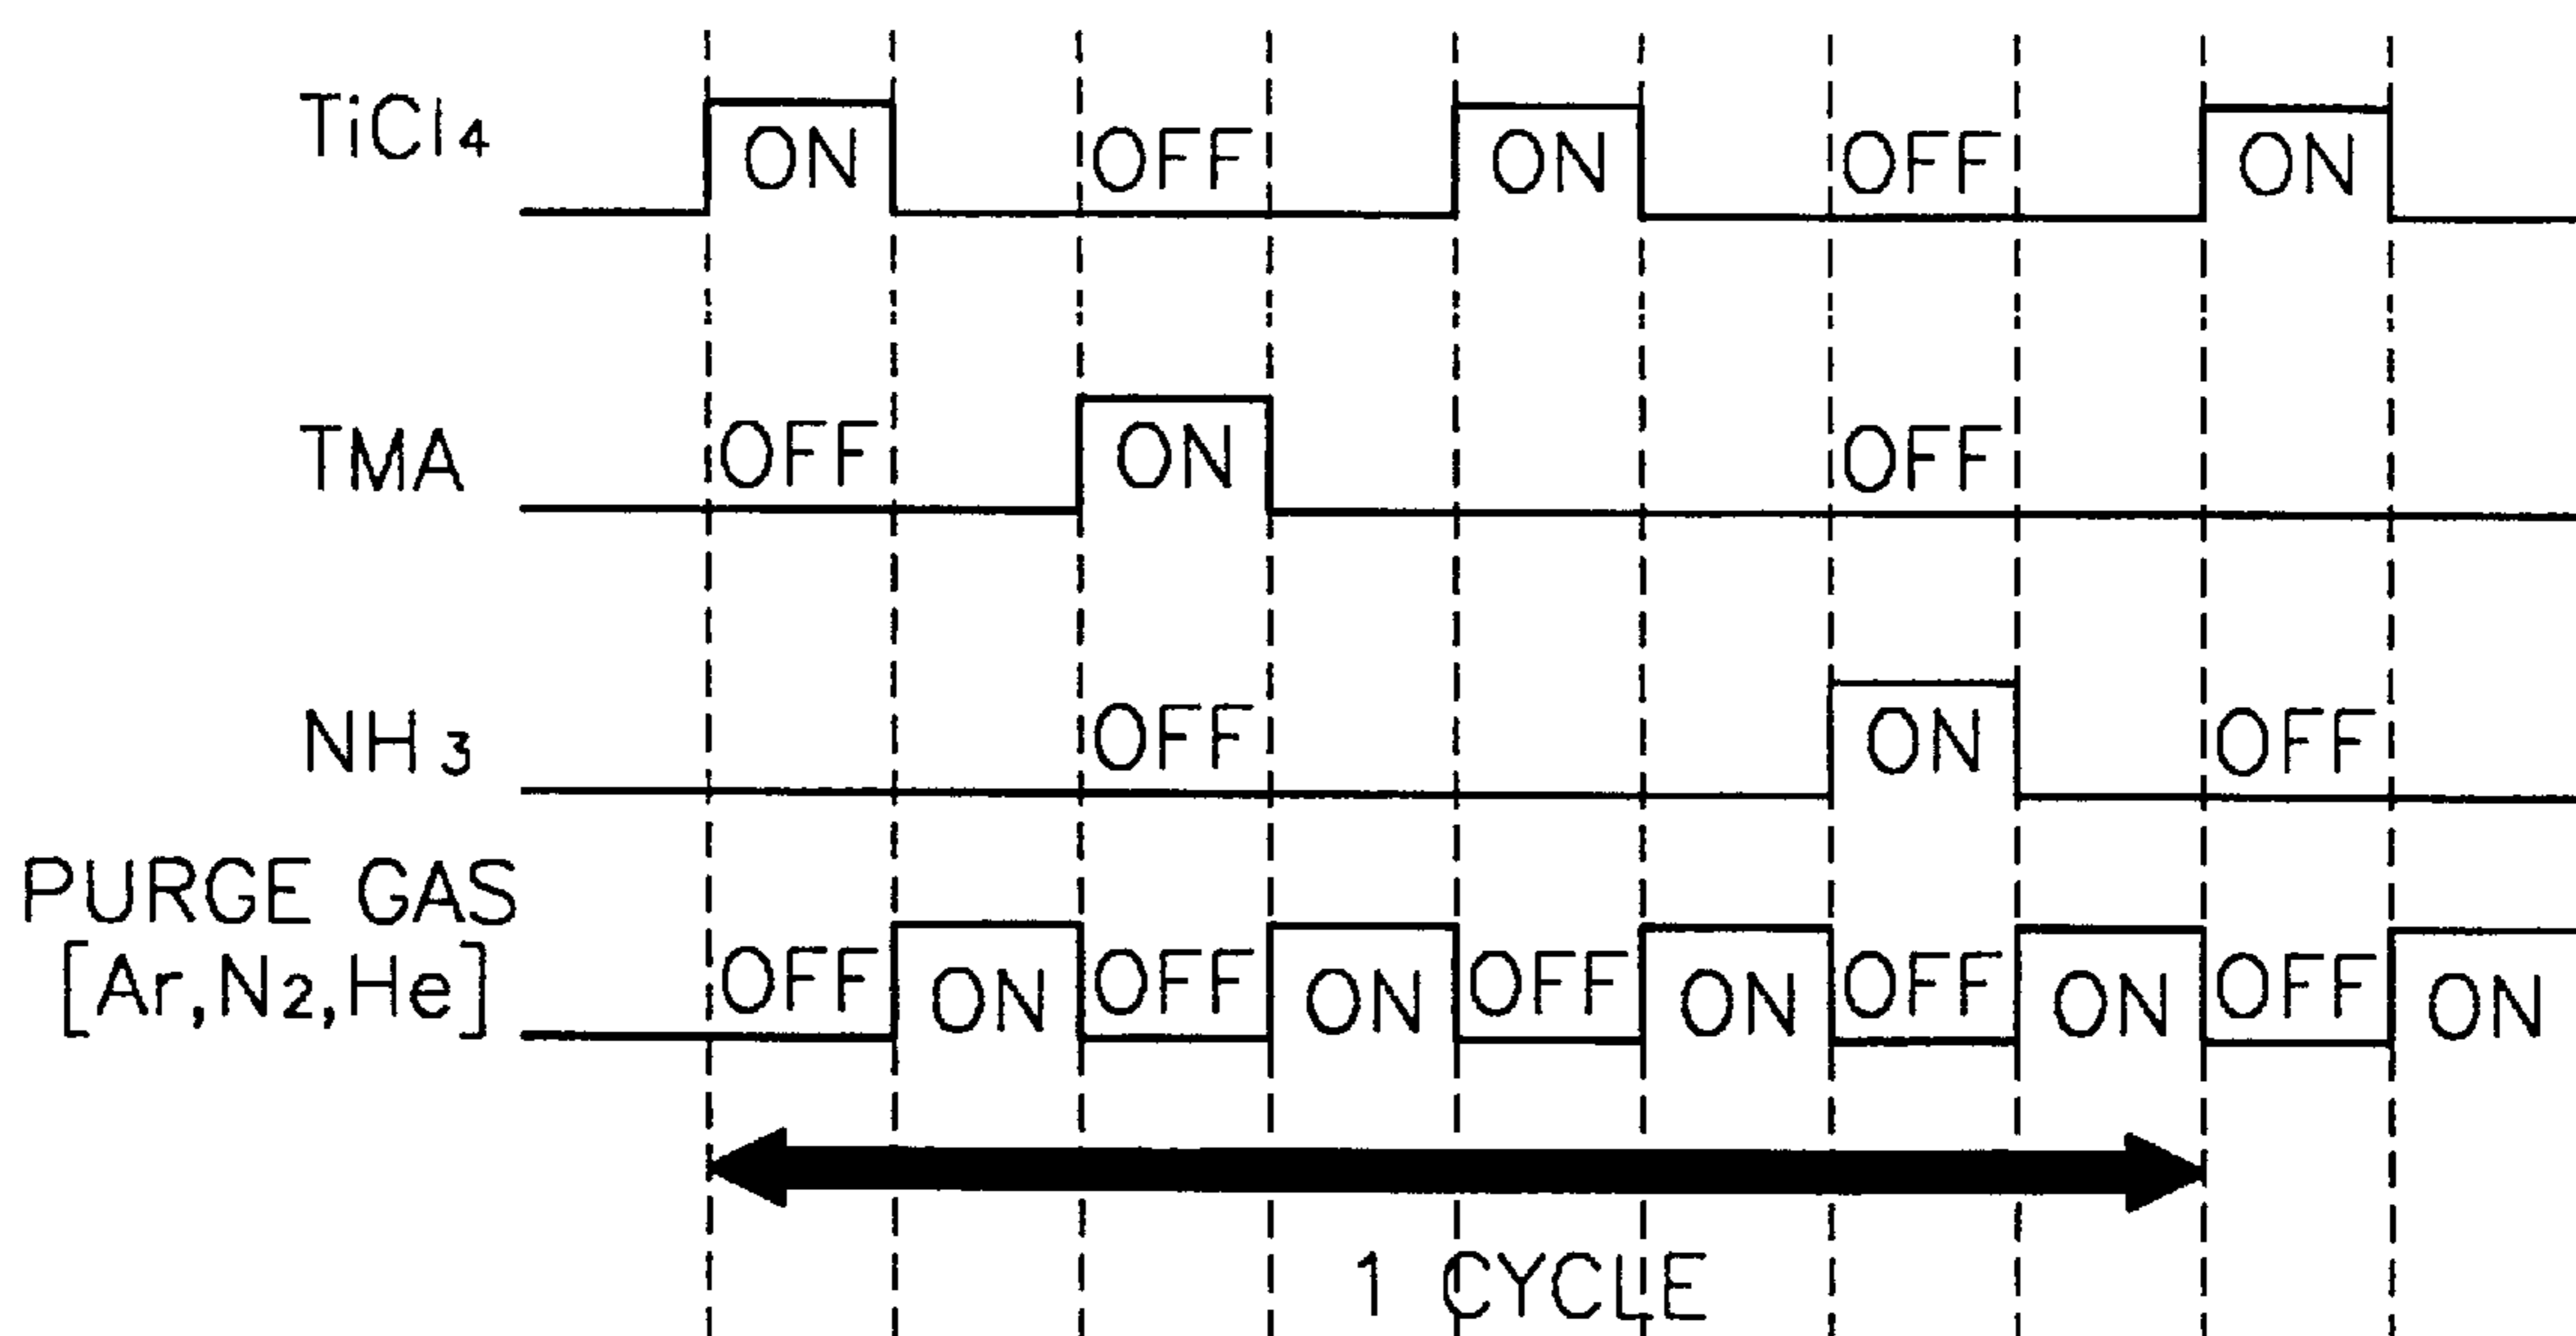 TiCl4 ON OFF ON OFF ON
TMA OFF ON OFF
NH3 OFF ON OFF
PURGE GAS
[Ar,N2,He] OFF ON OFF ON OFF ON OFF ON OFF ON
1 CYCLE